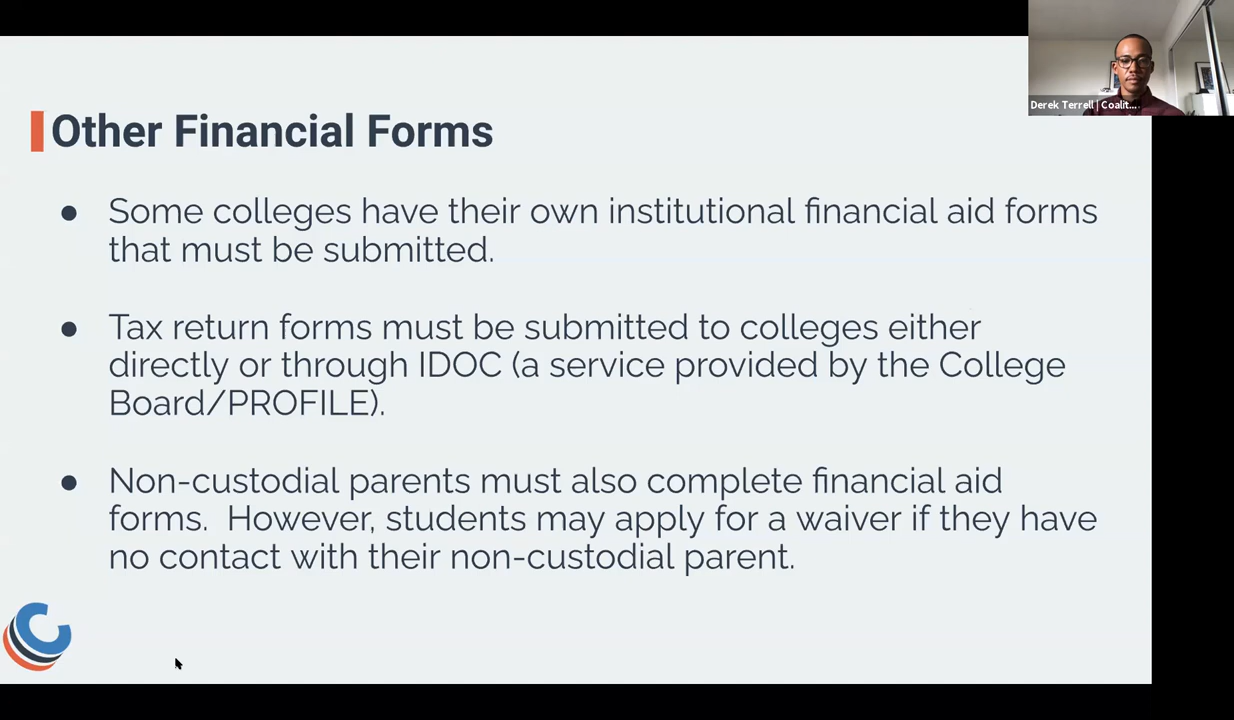 Derek Terrell | Coalit...
Other Financial Forms
● Some colleges have their own institutional financial aid forms
that must be submitted.
● Tax return forms must be submitted to colleges either
directly or through IDOC (a service provided by the College
Board/PROFILE).
● Non-custodial parents must also complete financial aid
forms.  However, students may apply for a waiver if they have
no contact with their non-custodial parent.